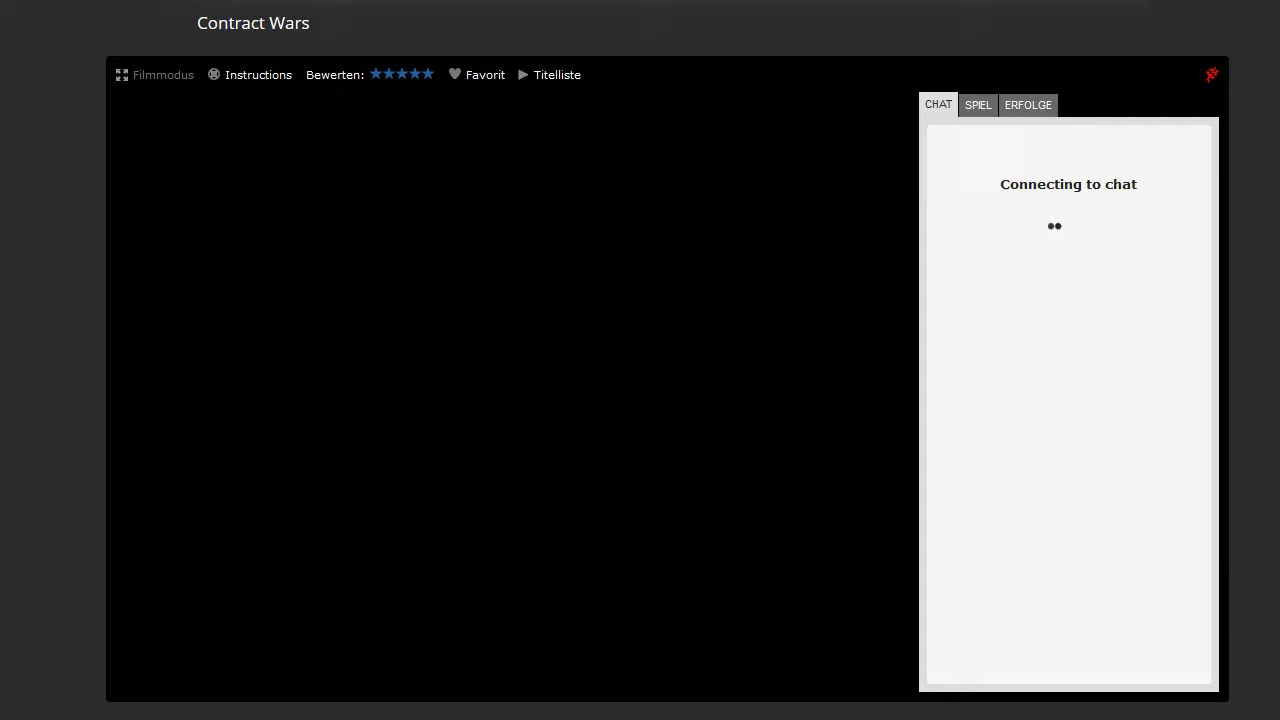 Contract Wars
Filmmodus Instructions Bewerten: Favorit Titelliste
CHAT SPIEL ERFOLGE
Connecting to chat